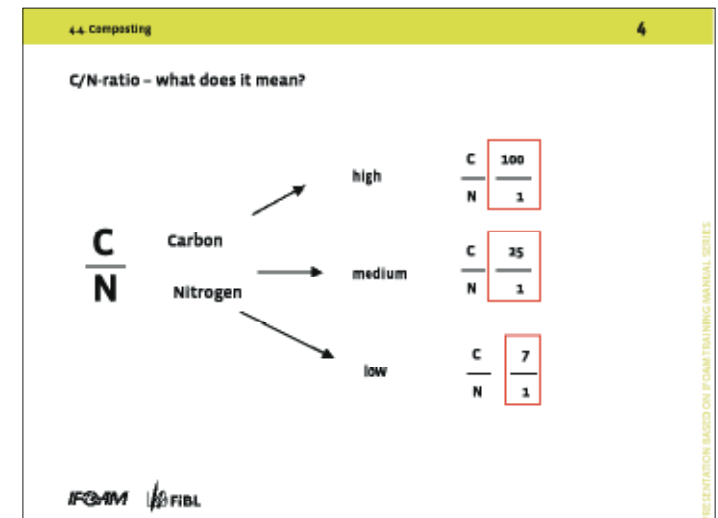 4.4. Composting 4
C/N-ratio – what does it mean?
C
N
Carbon
Nitrogen
high
C 100
N 1
medium
C 25
N 1
low
C 7
N 1
IFOAM FiBL
PRESENTATION BASED ON IFOAM TRAINING MANUAL SERIES